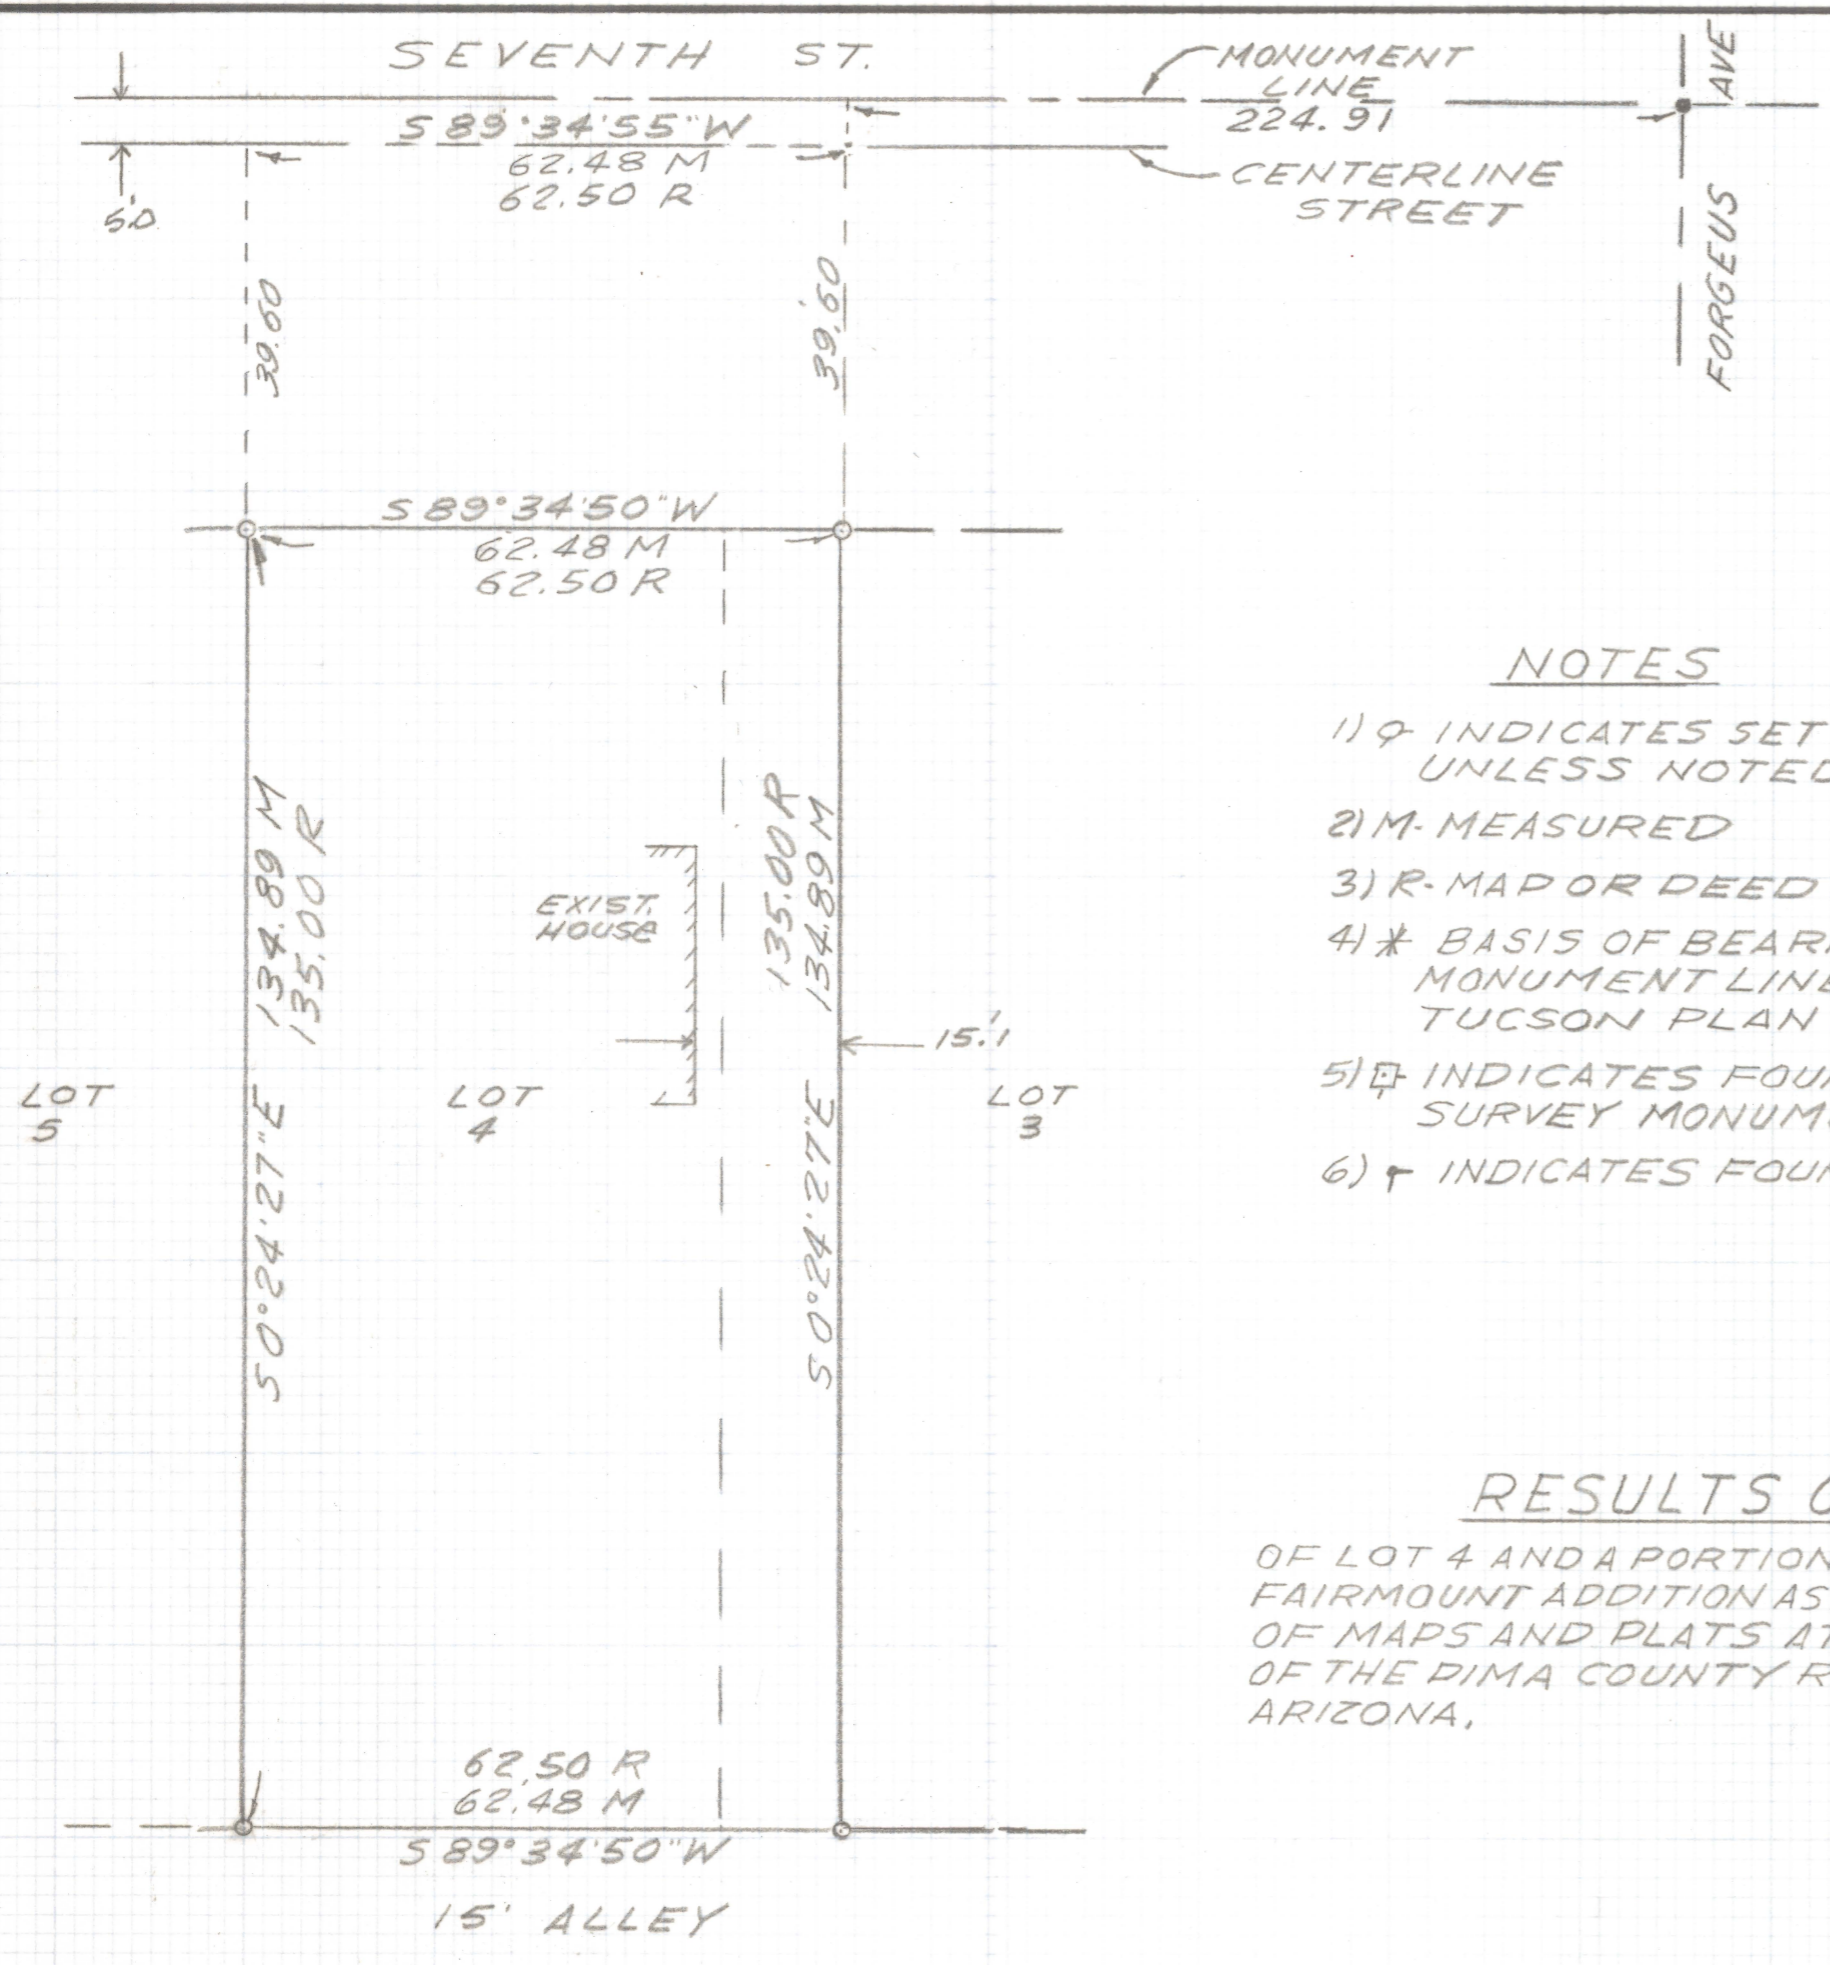 SEVENTH ST.
MONUMENT
LINE
224.91
AVE
FORGEUS
S 89°34'55"W
62.48 M
62.50 R
CENTERLINE
STREET
5.0'
39.60
39.60
S 89°34'50"W
62.48 M
62.50 R
134.89 M
135.00 R
S 0°24'27"E
135.00 R
134.89 M
S 0°24'27"E
EXIST.
HOUSE
15.1'
LOT
5
LOT
4
LOT
3
62.50 R
62.48 M
S 89°34'50"W
15' ALLEY
NOTES
1) INDICATES SET
UNLESS NOTED
2) M- MEASURED
3) R- MAP OR DEED
4) * BASIS OF BEAR
MONUMENT LINE
TUCSON PLAN
5) INDICATES FOU
SURVEY MONUM
6) INDICATES FOU
RESULTS
OF LOT 4 AND A PORTION
FAIRMOUNT ADDITION AS
OF MAPS AND PLATS AT
OF THE PIMA COUNTY R
ARIZONA.